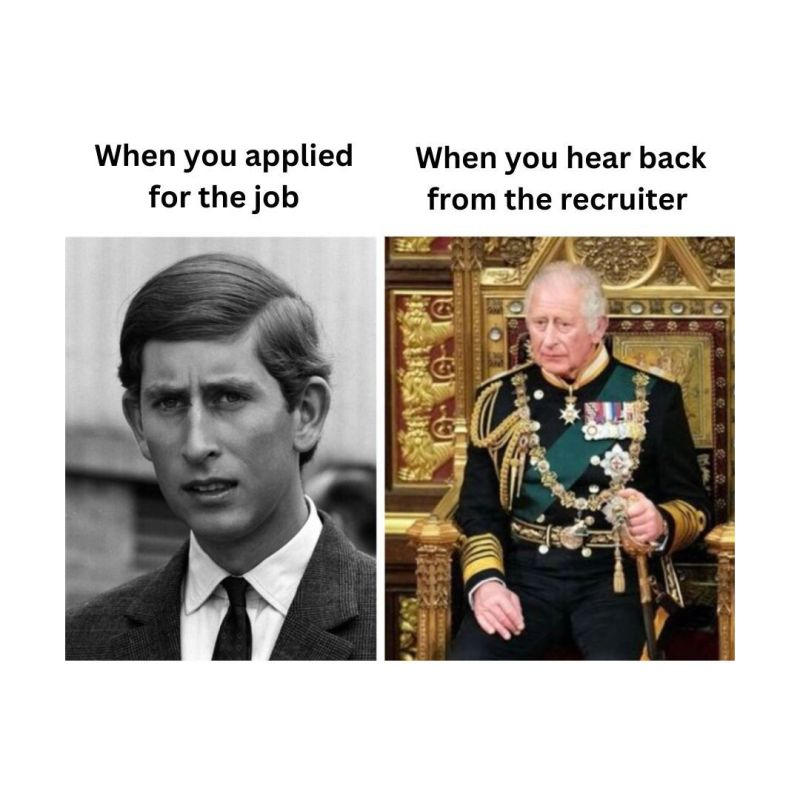 When you applied
for the job
When you hear back
from the recruiter